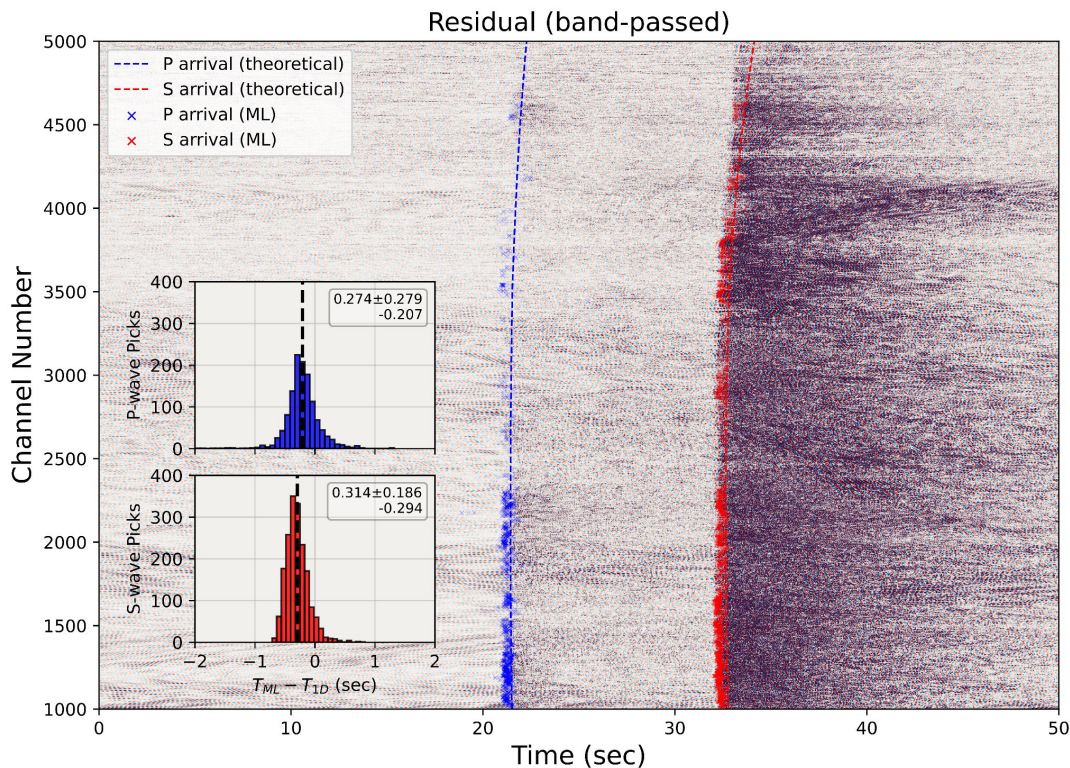 Residual (band-passed)
P arrival (theoretical)
S arrival (theoretical)
P arrival (ML)
S arrival (ML)
Channel Number
5000
4500
4000
3500
3000
2500
2000
1500
1000
P-wave Picks
400
300
200
100
0
0.274±0.279
-0.207
S-wave Picks
400
300
200
100
0
0.314±0.186
-0.294
−2 −1 0 1 2
T_ML − T_1D (sec)
0 10 20 30 40 50
Time (sec)